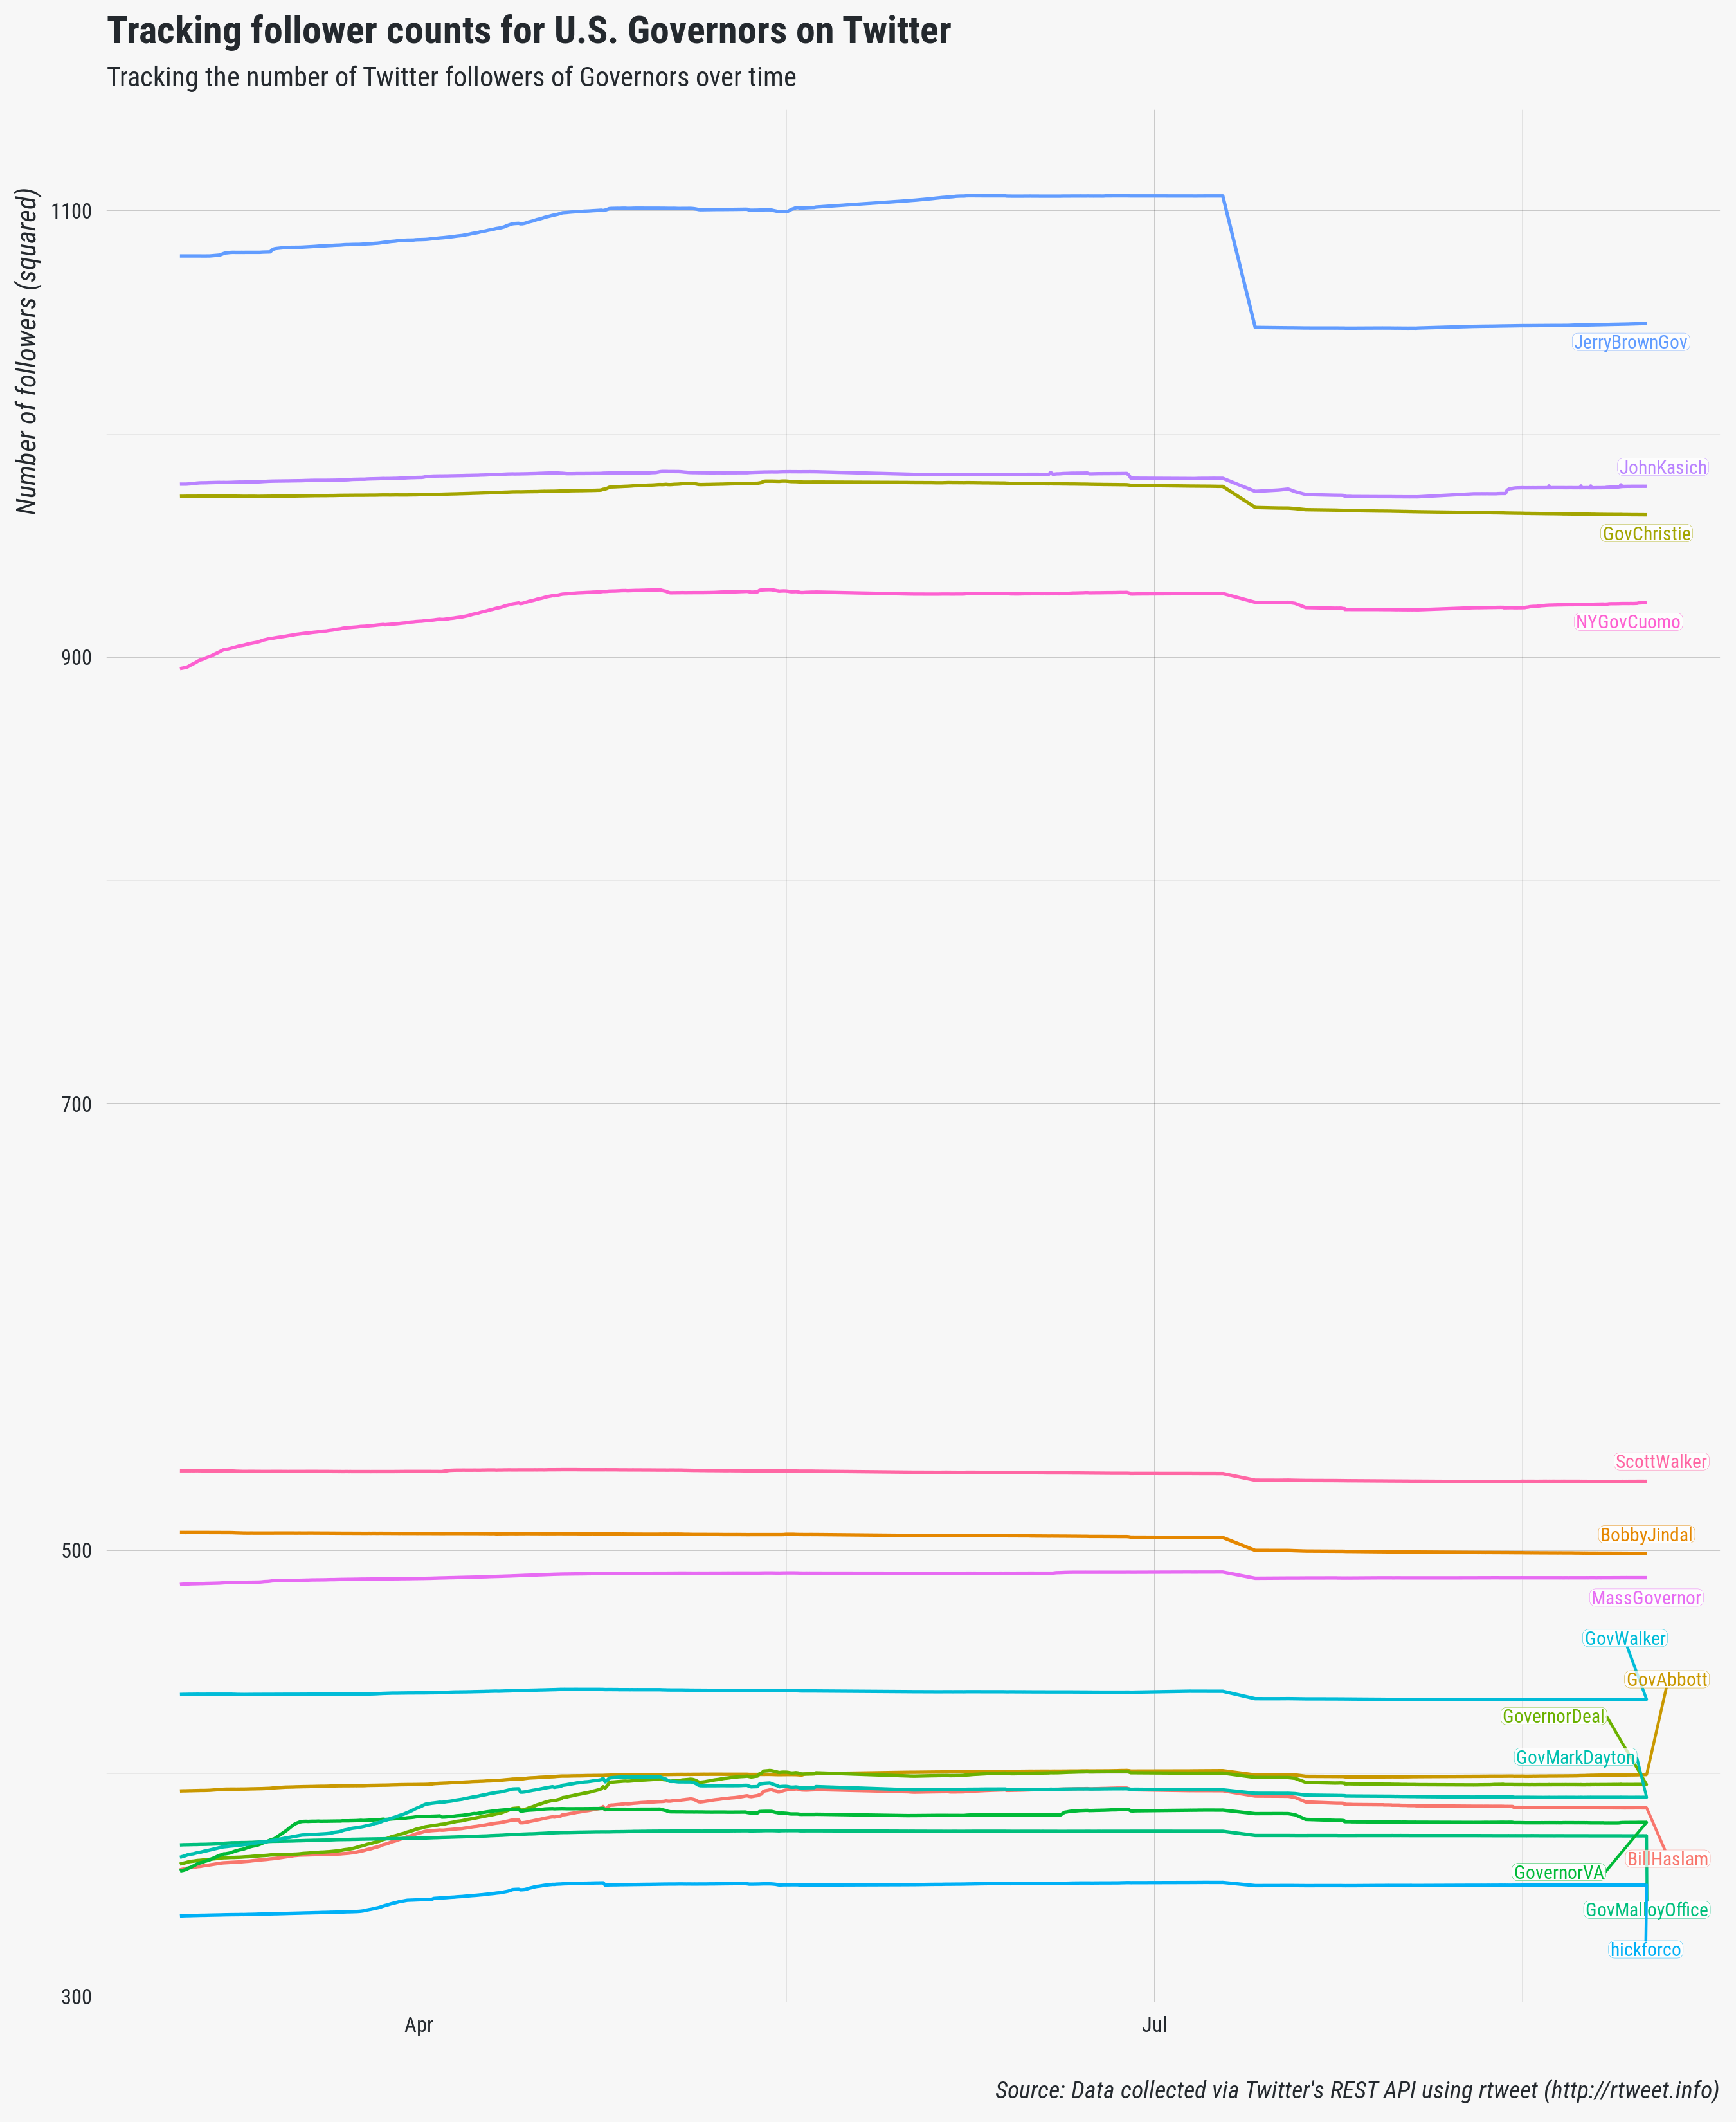 Tracking follower counts for U.S. Governors on Twitter
Tracking the number of Twitter followers of Governors over time
Number of followers (squared)
1100
900
700
500
300
JerryBrownGov
JohnKasich
GovChristie
NYGovCuomo
ScottWalker
BobbyJindal
MassGovernor
GovWalker
GovAbbott
GovernorDeal
GovMarkDayton
BillHaslam
GovernorVA
GovMalloyOffice
hickforco
Apr
Jul
Source: Data collected via Twitter's REST API using rtweet (http://rtweet.info)